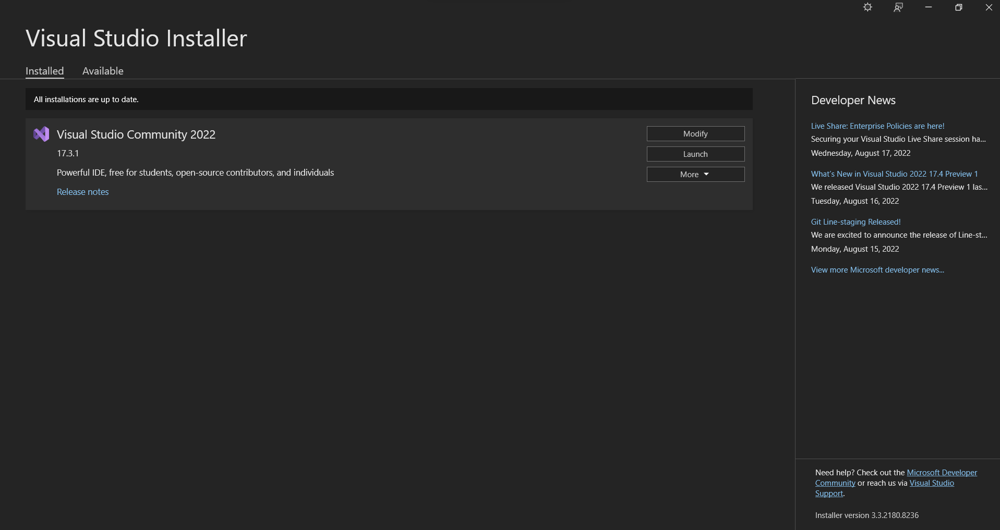 Visual Studio Installer
Installed
Available
All installations are up to date.
Visual Studio Community 2022
17.3.1
Powerful IDE, free for students, open-source contributors, and individuals
Release notes
Modify
Launch
More
Developer News
Live Share: Enterprise Policies are here!
Securing your Visual Studio Live Share session ha...
Wednesday, August 17, 2022
What's New in Visual Studio 2022 17.4 Preview 1
We released Visual Studio 2022 17.4 Preview 1 las...
Tuesday, August 16, 2022
Git Line-staging Released!
We are excited to announce the release of Line-st...
Monday, August 15, 2022
View more Microsoft developer news...
Need help? Check out the Microsoft Developer
Community or reach us via Visual Studio
Support.
Installer version 3.3.2180.8236